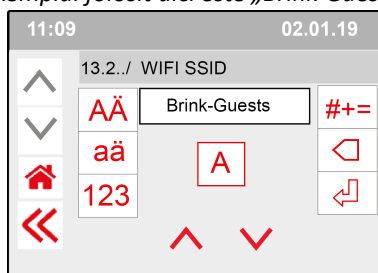 11:09 02.01.19
13.2../ WIFI SSID
AÄ Brink-Guests #+=
aä A
123